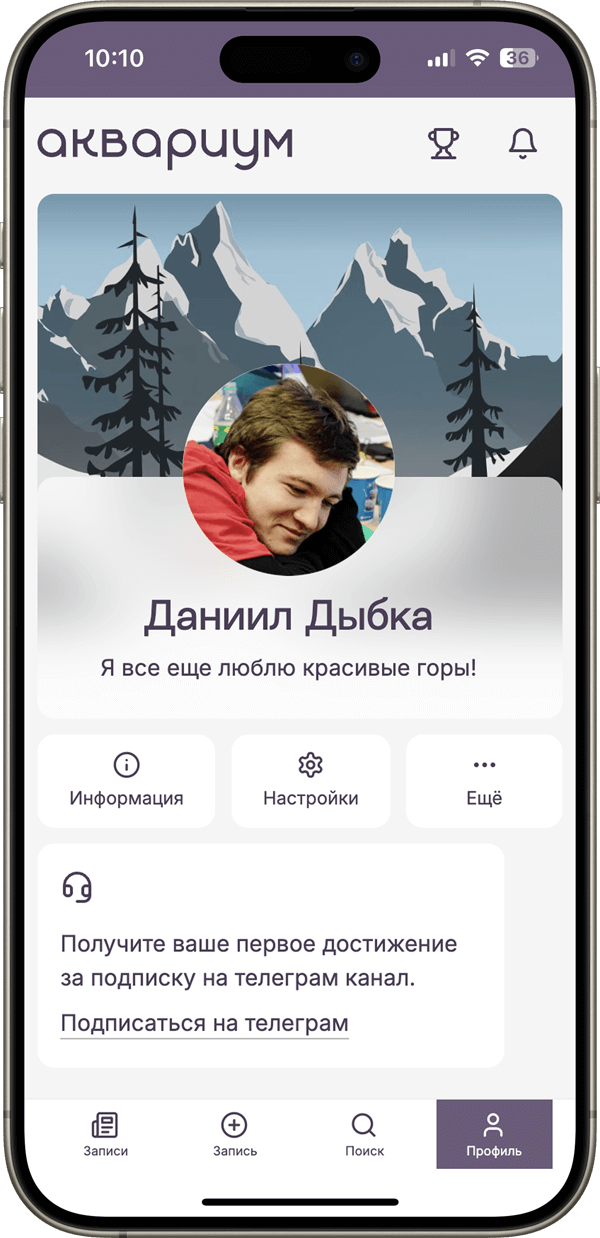 10:10
36
аквариум
Даниил Дыбка
Я все еще люблю красивые горы!
Информация
Настройки
Ещё
Получите ваше первое достижение
за подписку на телеграм канал.
Подписаться на телеграм
Записи
Запись
Поиск
Профиль